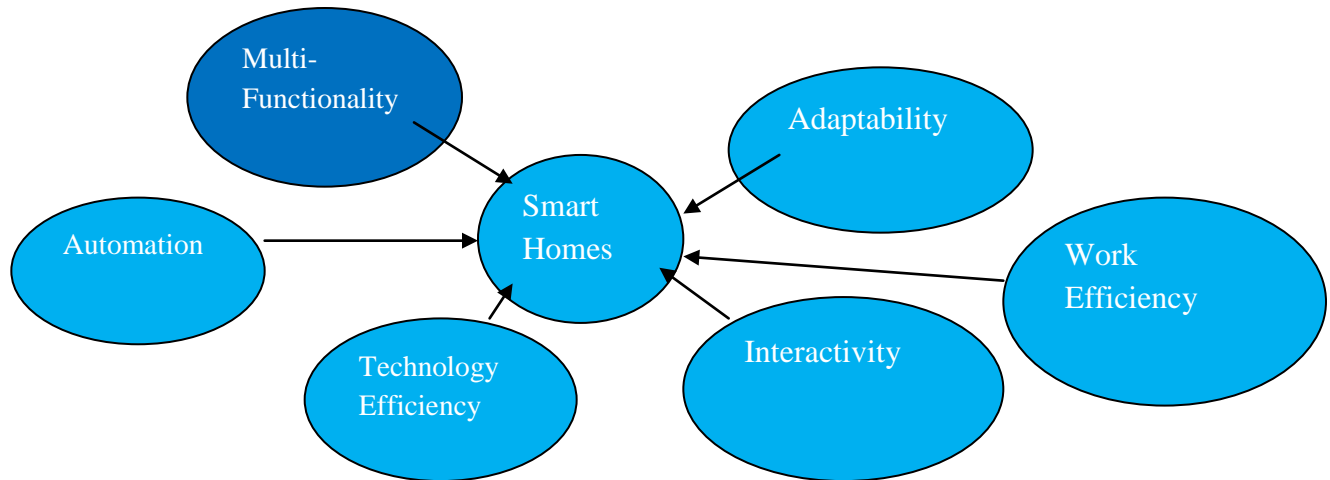 Multi-
Functionality
Adaptability
Smart
Homes
Automation
Work
Efficiency
Technology
Efficiency
Interactivity